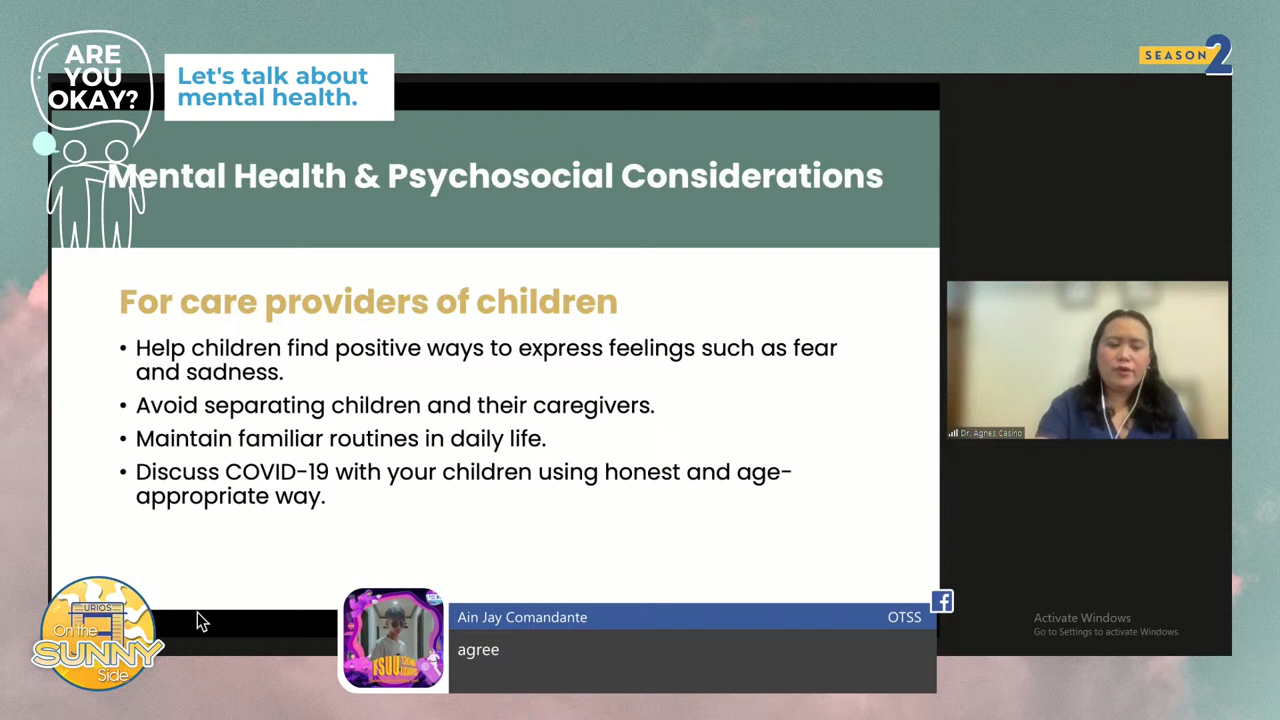 ARE
YOU
OKAY?
Let's talk about
mental health.
SEASON 2
Mental Health & Psychosocial Considerations
For care providers of children
• Help children find positive ways to express feelings such as fear
and sadness.
• Avoid separating children and their caregivers.
• Maintain familiar routines in daily life.
• Discuss COVID-19 with your children using honest and age-
appropriate way.
Dr. Agnes Casino
URIOS
On the
SUNNY
Side
Ain Jay Comandante
OTSS
agree
Activate Windows
Go to Settings to activate Windows.